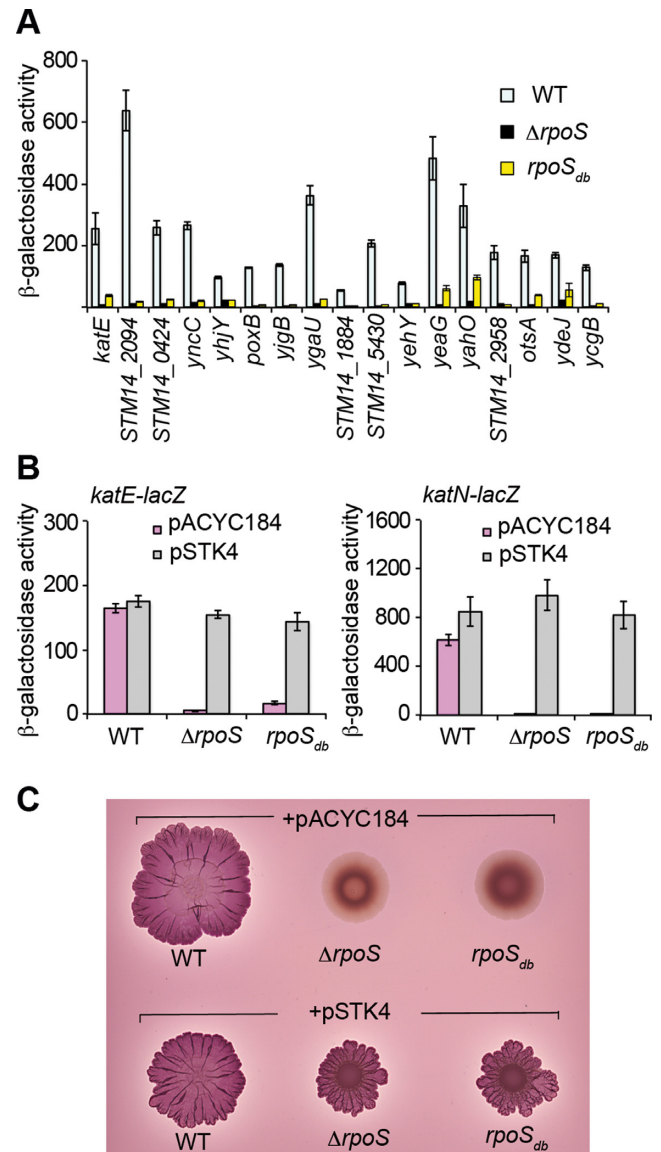 A
β-galactosidase activity
800
600
400
200
WT
ΔrpoS
rpoSdb
katE
STM14_2094
STM14_0424
yncC
yhjY
poxB
yjgB
ygaU
STM14_1884
STM14_5430
yehY
yeaG
yahO
STM14_2958
otsA
ydeJ
ycgB
B
katE-lacZ
β-galactosidase activity
300
200
100
0
pACYC184
pSTK4
WT ΔrpoS rpoSdb
katN-lacZ
β-galactosidase activity
1600
1200
800
400
0
pACYC184
pSTK4
WT ΔrpoS rpoSdb
C
+pACYC184
WT ΔrpoS rpoSdb
+pSTK4
WT ΔrpoS rpoSdb